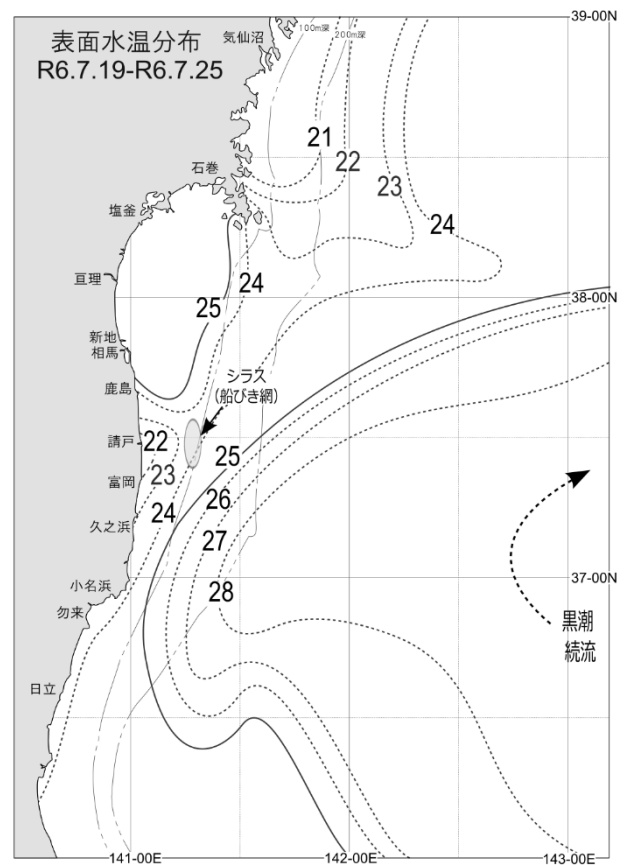 表面水温分布
R6.7.19-R6.7.25
気仙沼
100m深
200m深
39-00N
21
22
23
24
石巻
塩釜
亘理
24
25
38-00N
新地
相馬
鹿島
シラス
(船びき網)
請戸
22
25
富岡
23
26
久之浜
24
27
小名浜
28
37-00N
勿来
黒潮
続流
日立
141-00E
142-00E
143-00E